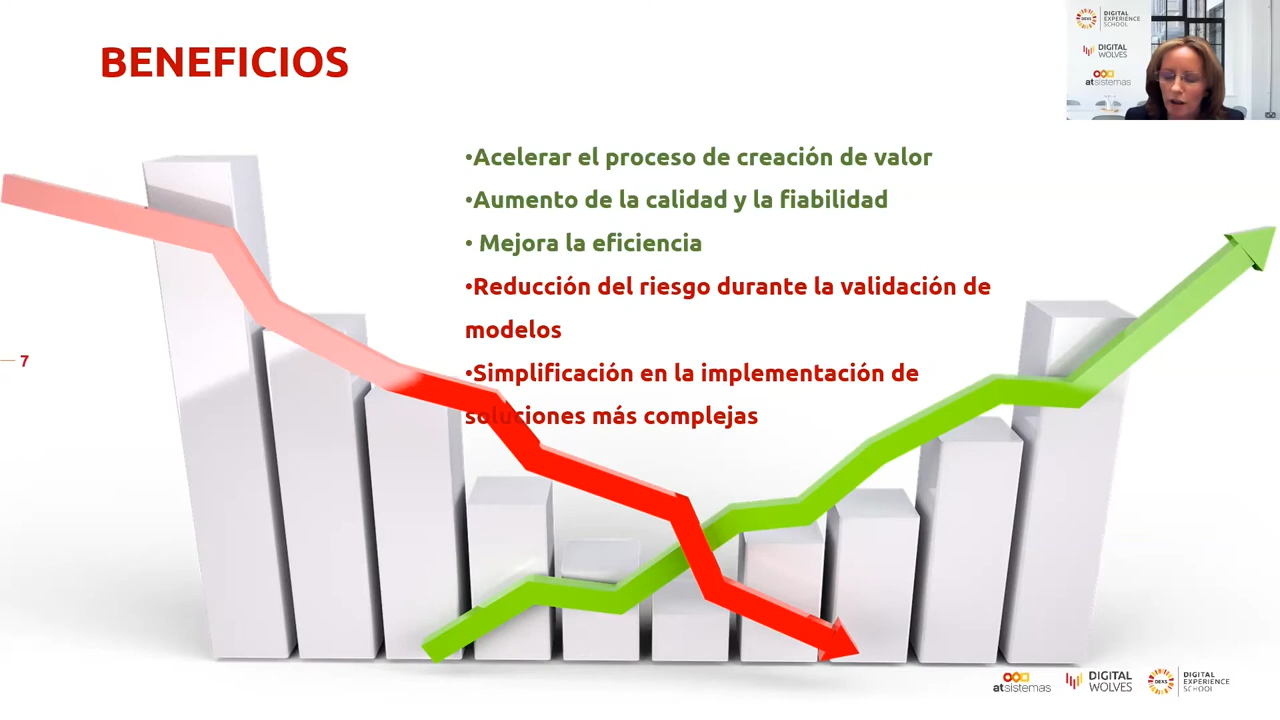 BENEFICIOS
DEXS DIGITAL EXPERIENCE SCHOOL
DIGITAL WOLVES
atsistemas
•Acelerar el proceso de creación de valor
•Aumento de la calidad y la fiabilidad
• Mejora la eficiencia
•Reducción del riesgo durante la validación de
modelos
•Simplificación en la implementación de
soluciones más complejas
7
atsistemas
DIGITAL
WOLVES
DEXS
DIGITAL
EXPERIENCE
SCHOOL